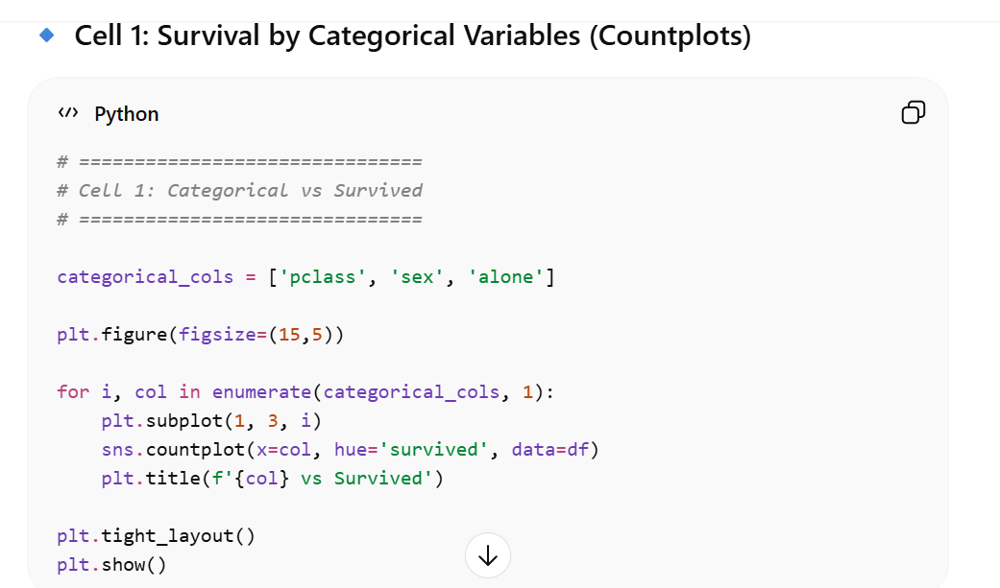 Cell 1: Survival by Categorical Variables (Countplots)
</> Python
# ===============================
# Cell 1: Categorical vs Survived
# ===============================
categorical_cols = ['pclass', 'sex', 'alone']
plt.figure(figsize=(15,5))
for i, col in enumerate(categorical_cols, 1):
    plt.subplot(1, 3, i)
    sns.countplot(x=col, hue='survived', data=df)
    plt.title(f'{col} vs Survived')
plt.tight_layout()
plt.show()